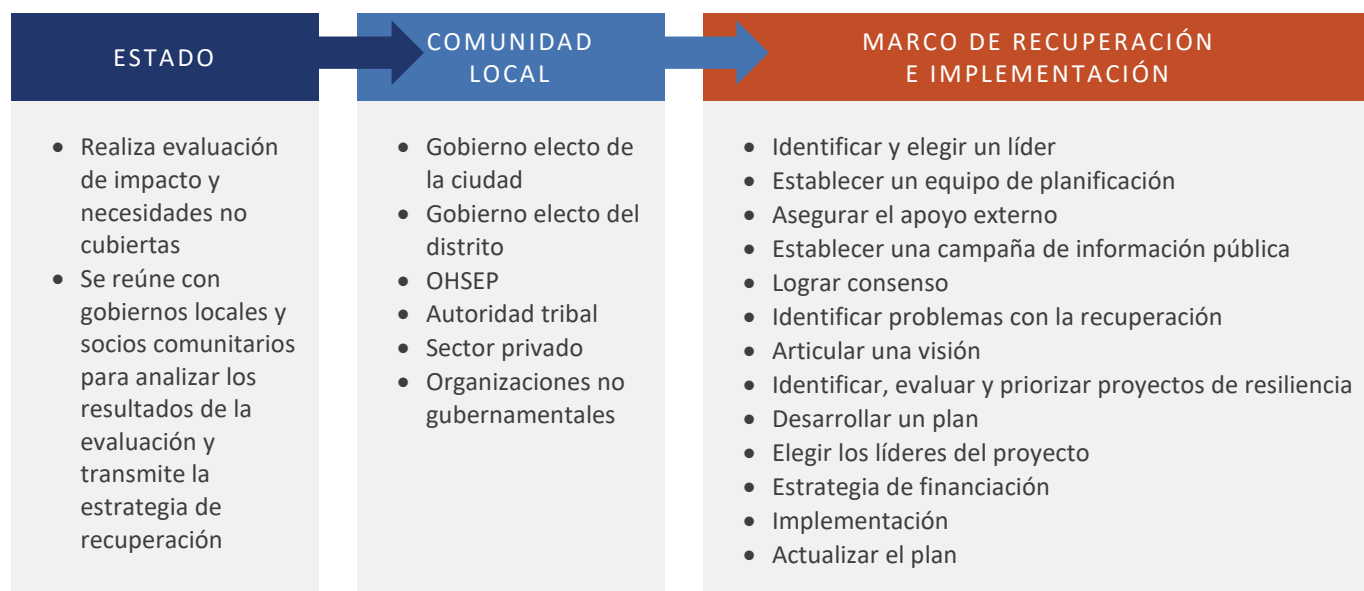 ESTADO
• Realiza evaluación
de impacto y
necesidades no
cubiertas
• Se reúne con
gobiernos locales y
socios comunitarios
para analizar los
resultados de la
evaluación y
transmite la
estrategia de
recuperación
COMUNIDAD
LOCAL
• Gobierno electo de
la ciudad
• Gobierno electo del
distrito
• OHSEP
• Autoridad tribal
• Sector privado
• Organizaciones no
gubernamentales
MARCO DE RECUPERACIÓN
E IMPLEMENTACIÓN
• Identificar y elegir un líder
• Establecer un equipo de planificación
• Asegurar el apoyo externo
• Establecer una campaña de información pública
• Lograr consenso
• Identificar problemas con la recuperación
• Articular una visión
• Identificar, evaluar y priorizar proyectos de resiliencia
• Desarrollar un plan
• Elegir los líderes del proyecto
• Estrategia de financiación
• Implementación
• Actualizar el plan